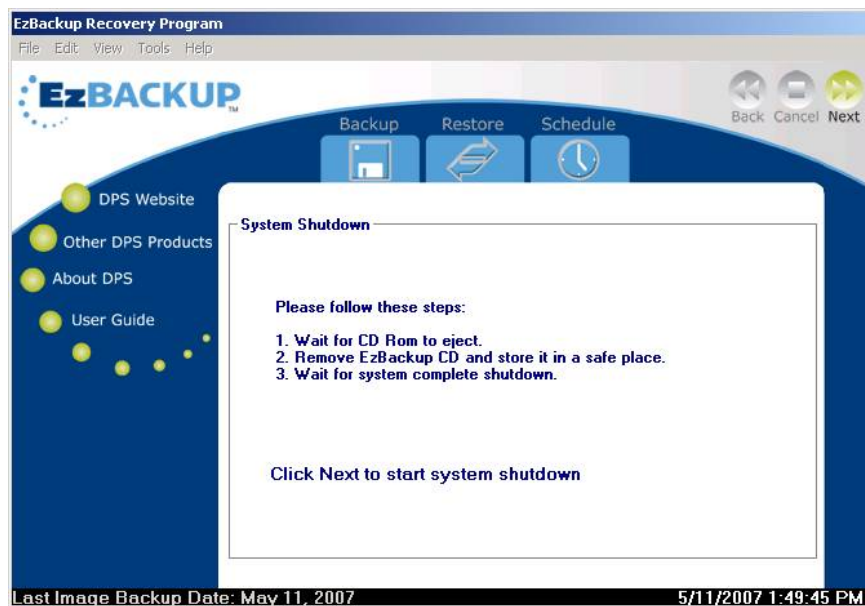 EzBackup Recovery Program
File Edit View Tools Help
EzBACKUP™
Backup Restore Schedule
Back Cancel Next
DPS Website
Other DPS Products
About DPS
User Guide
System Shutdown
Please follow these steps:
1. Wait for CD Rom to eject.
2. Remove EzBackup CD and store it in a safe place.
3. Wait for system complete shutdown.
Click Next to start system shutdown
Last Image Backup Date: May 11, 2007 5/11/2007 1:49:45 PM